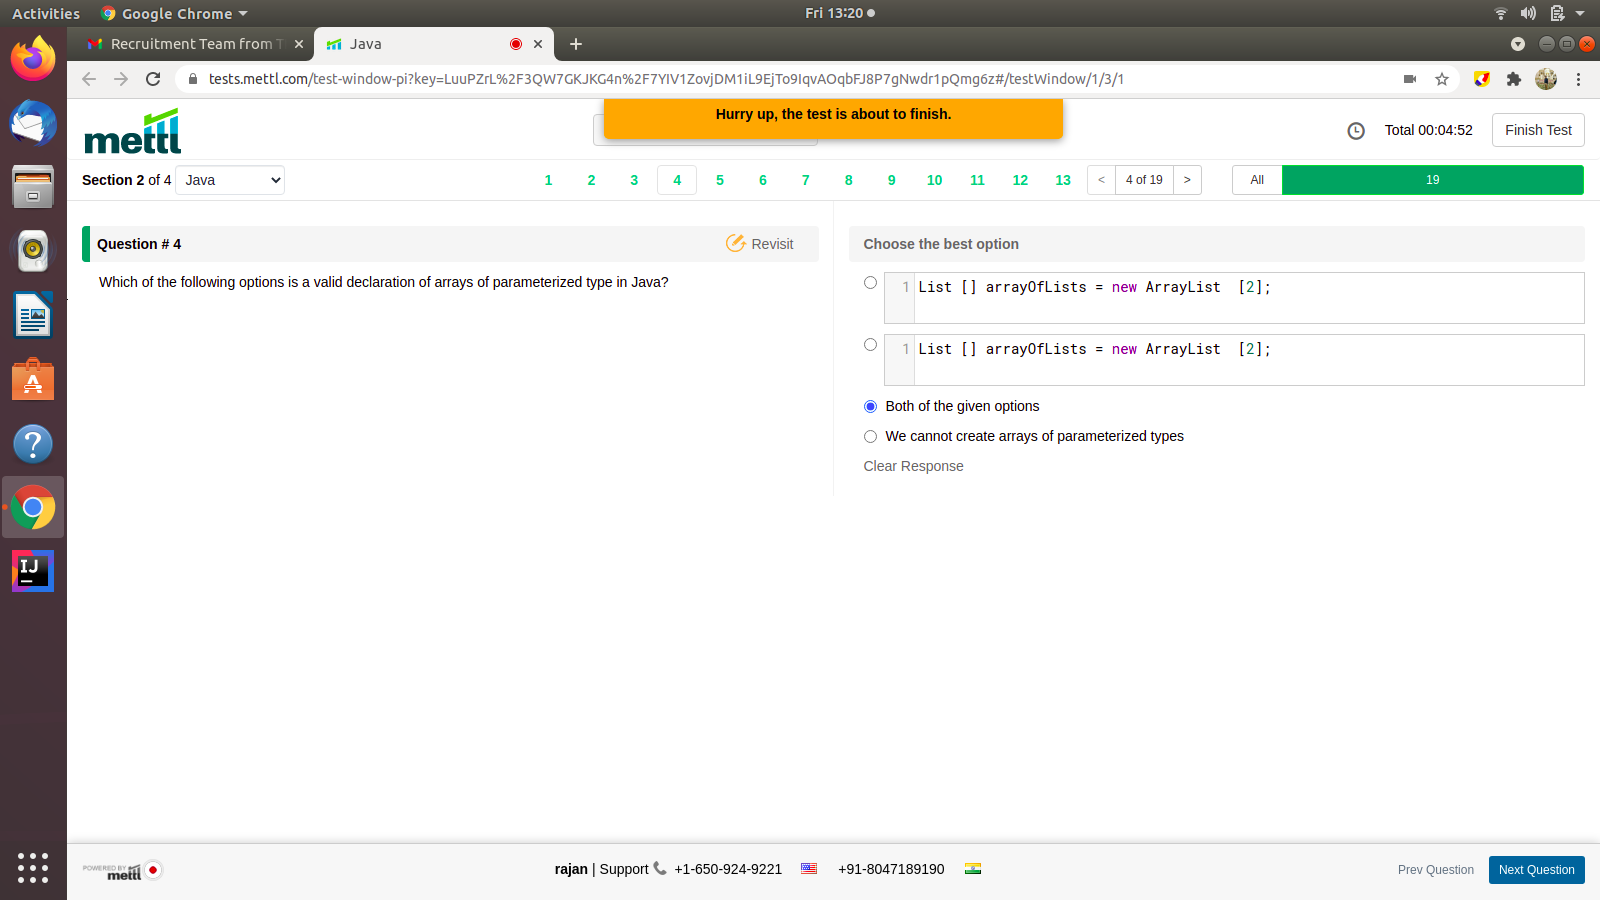 Activities
Google Chrome
Fri 13:20
Recruitment Team from T
Java
tests.mettl.com/test-window-pi?key=LuuPZrL%2F3QW7GKJKG4n%2F7YIV1ZovjDM1iL9EjTo9IqvAOqbFJ8P7gNwdr1pQmg6z#/testWindow/1/3/1
mettl
Hurry up, the test is about to finish.
Total 00:04:52
Finish Test
Section 2 of 4 Java
1 2 3 4 5 6 7 8 9 10 11 12 13 < 4 of 19 > All 19
Question # 4
Revisit
Which of the following options is a valid declaration of arrays of parameterized type in Java?
Choose the best option
1 List [] arrayOfLists = new ArrayList  [2];
1 List [] arrayOfLists = new ArrayList  [2];
Both of the given options
We cannot create arrays of parameterized types
Clear Response
IJ
POWERED BY
mettl
rajan | Support +1-650-924-9221 +91-8047189190
Prev Question
Next Question